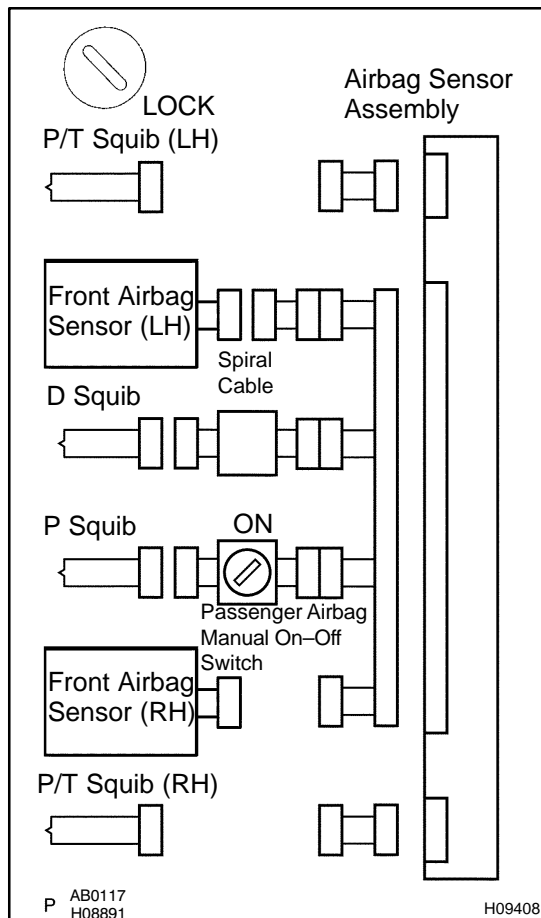 LOCK
Airbag Sensor
Assembly
P/T Squib (LH)
Front Airbag
Sensor (LH)
Spiral
Cable
D Squib
P Squib
ON
Passenger Airbag
Manual On–Off
Switch
Front Airbag
Sensor (RH)
P/T Squib (RH)
P
AB0117
H08891
H09408